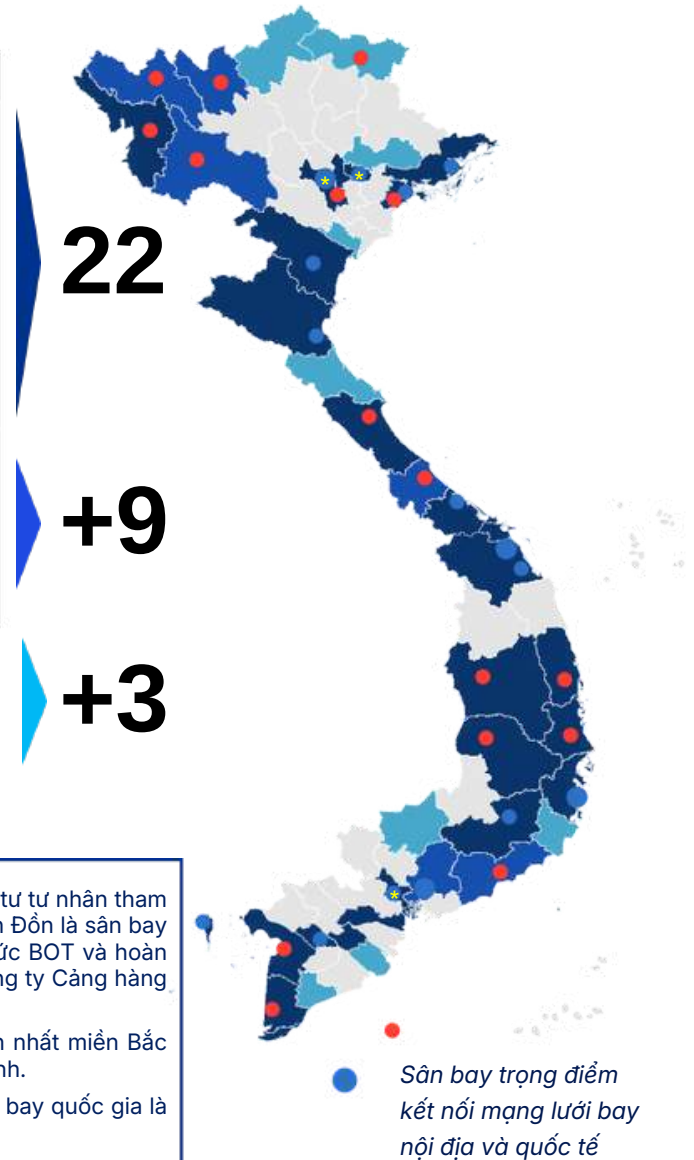 22
+9
+3
tư tư nhân tham
Đồn là sân bay
ức BOT và hoàn
ng ty Cảng hàng
nhất miền Bắc
nh.
bay quốc gia là
Sân bay trọng điểm
kết nối mạng lưới bay
nội địa và quốc tế